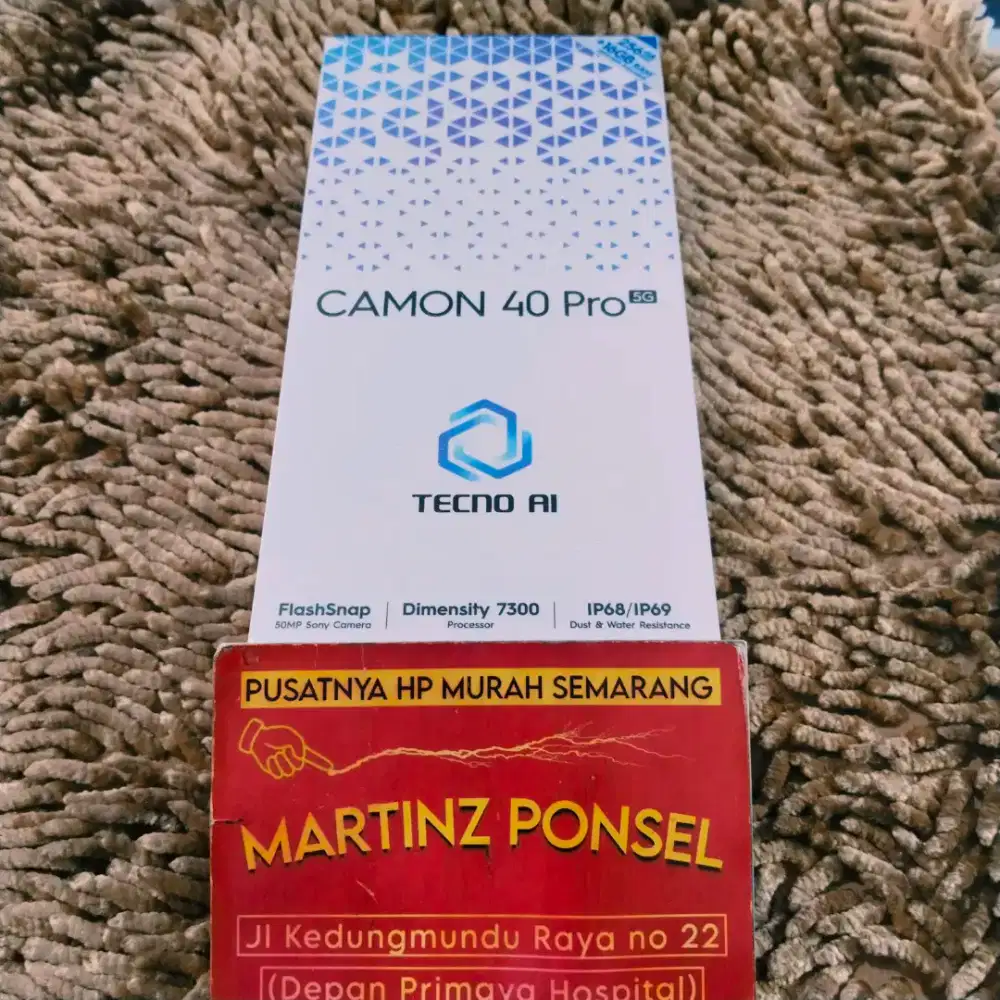 CAMON 40 Pro 5G
TECNO AI
FlashSnap
50MP Sony Camera
Dimensity 7300
Processor
IP68/IP69
Dust & Water Resistance
PUSATNYA HP MURAH SEMARANG
MARTINZ PONSEL
Jl Kedungmundu Raya no 22
(Depan Primaya Hospital)